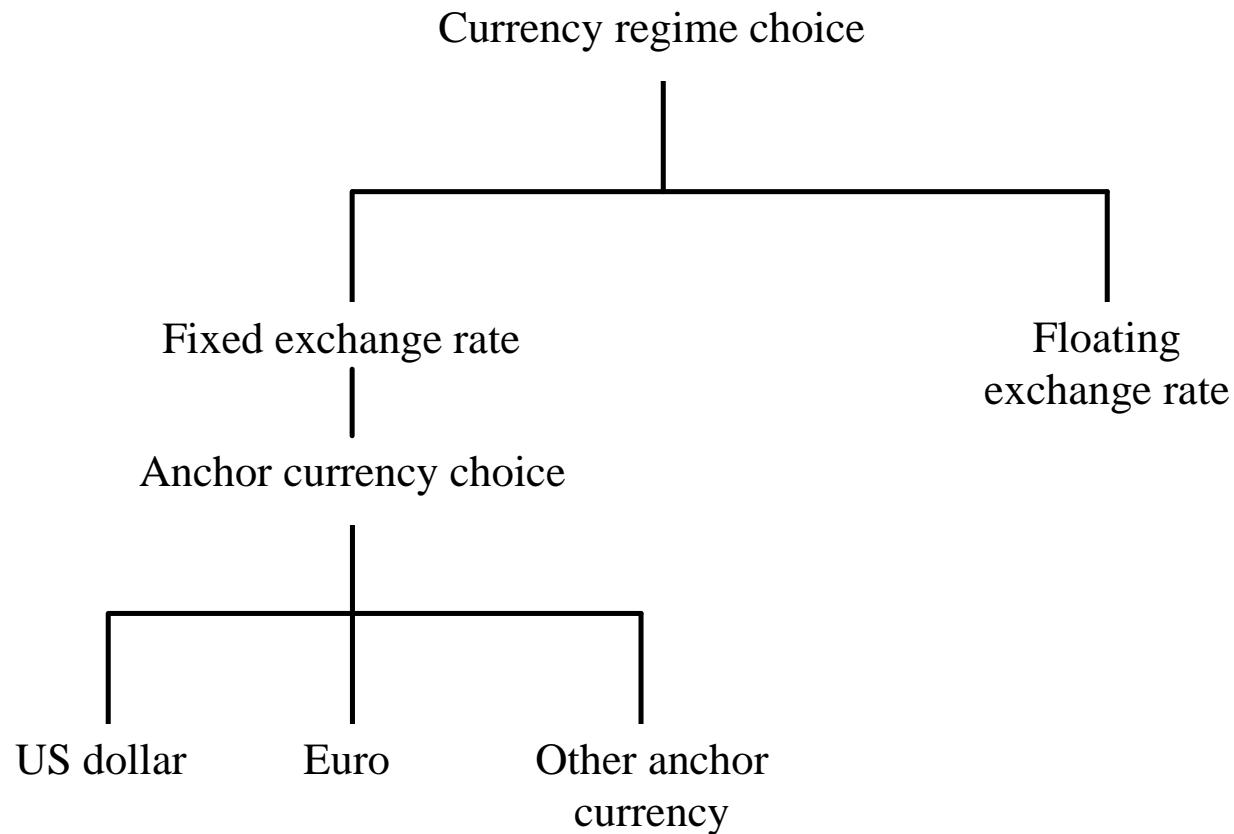 Currency regime choice
Fixed exchange rate
Floating
exchange rate
Anchor currency choice
US dollar
Euro
Other anchor
currency